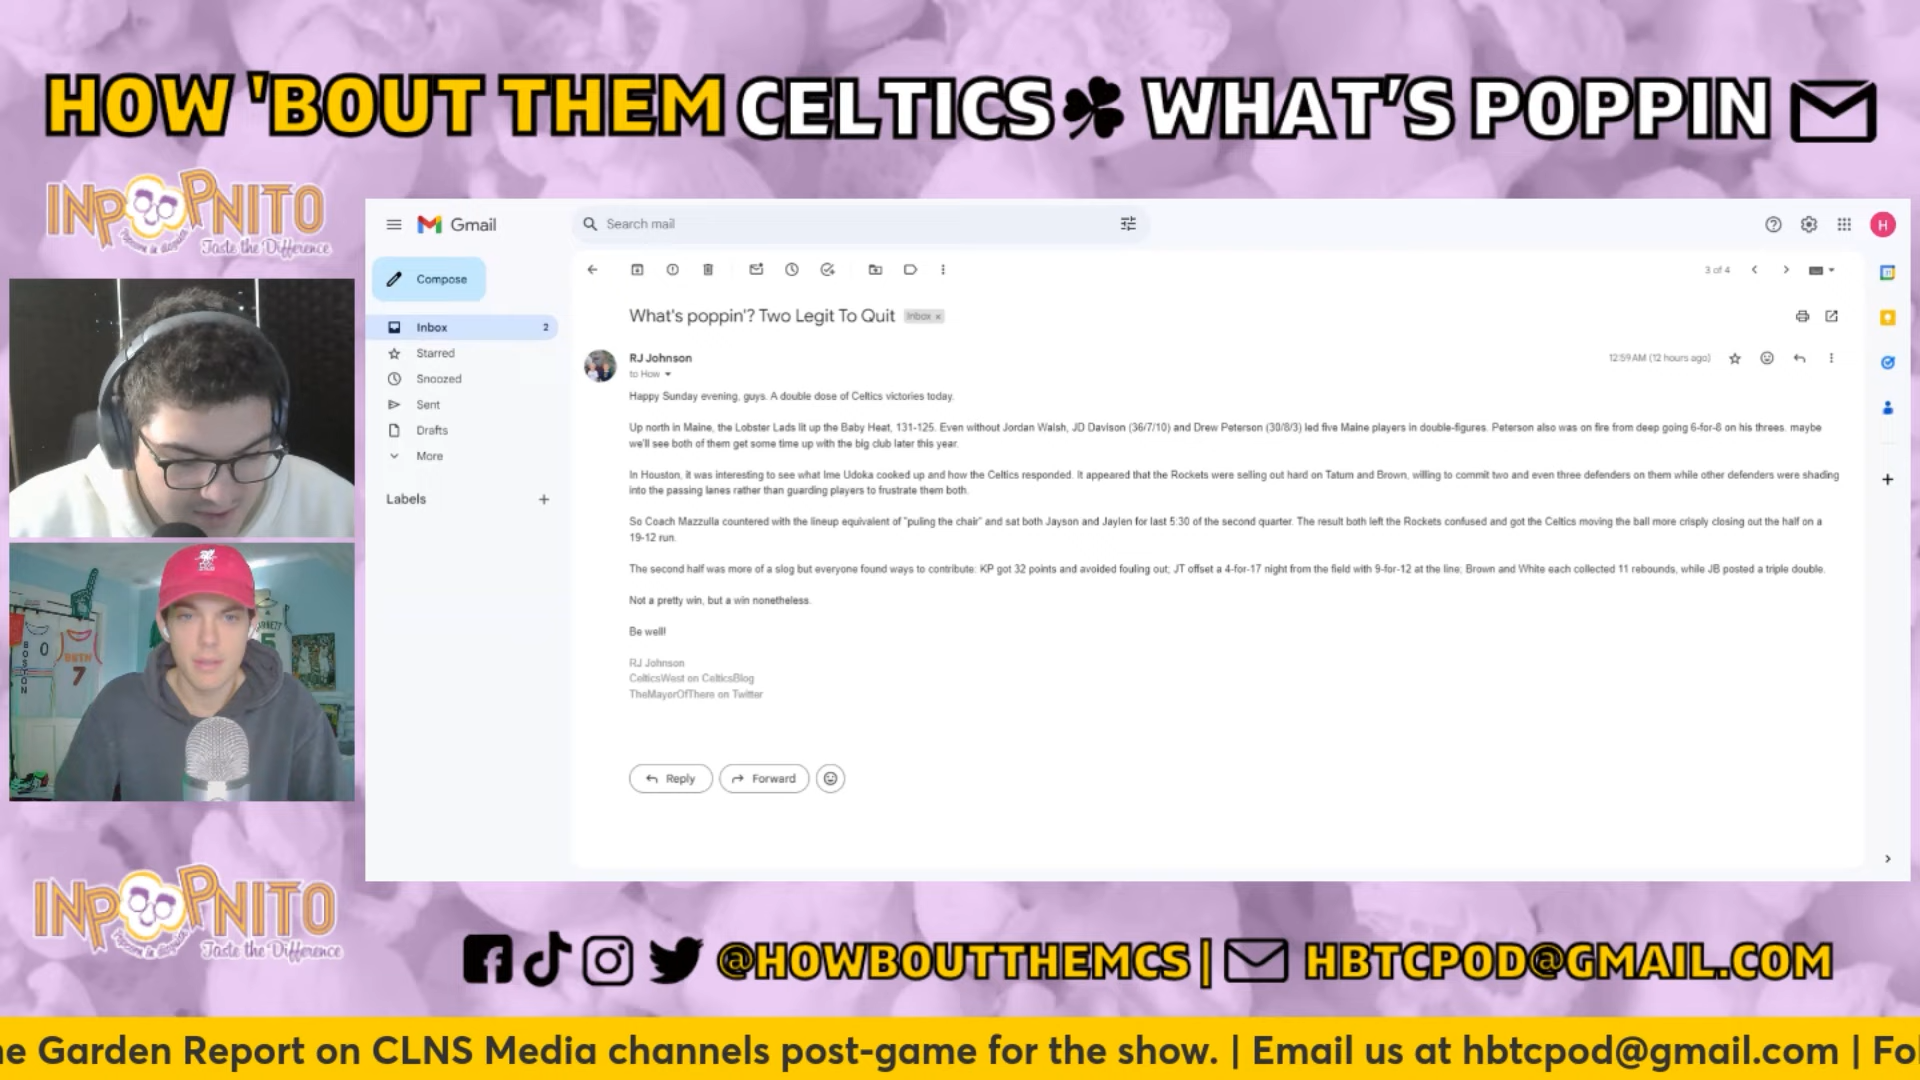 HOW 'BOUT THEM CELTICS WHAT'S POPPIN
INPOPNITO
Taste the Difference
Gmail
Search mail
H
Compose
3 of 4
Inbox 2
Starred
Snoozed
Sent
Drafts
More
Labels
What's poppin'? Two Legit To Quit Inbox x
RJ Johnson
12:59 AM (12 hours ago)
to How
Happy Sunday evening, guys. A double dose of Celtics victories today.
Up north in Maine, the Lobster Lads lit up the Baby Heat, 131-125. Even without Jordan Walsh, JD Davison (36/7/10) and Drew Peterson (30/8/3) led five Maine players in double-figures. Peterson also was on fire from deep going 6-for-8 on his threes. maybe
we'll see both of them get some time up with the big club later this year.
In Houston, it was interesting to see what Ime Udoka cooked up and how the Celtics responded. It appeared that the Rockets were selling out hard on Tatum and Brown, willing to commit two and even three defenders on them while other defenders were shading
into the passing lanes rather than guarding players to frustrate them both.
So Coach Mazzulla countered with the lineup equivalent of "puling the chair" and sat both Jayson and Jaylen for last 5:30 of the second quarter. The result both left the Rockets confused and got the Celtics moving the ball more crisply closing out the half on a
19-12 run.
The second half was more of a slog but everyone found ways to contribute: KP got 32 points and avoided fouling out; JT offset a 4-for-17 night from the field with 9-for-12 at the line; Brown and White each collected 11 rebounds, while JB posted a triple double.
Not a pretty win, but a win nonetheless.
Be well!
RJ Johnson
CelticsWest on CelticsBlog
TheMayorOfThere on Twitter
Reply
Forward
BOSTON
0
7
5
INPOPNITO
Taste the Difference
@HOWBOUTTHEMCS | HBTCPOD@GMAIL.COM
he Garden Report on CLNS Media channels post-game for the show. | Email us at hbtcpod@gmail.com | Fol